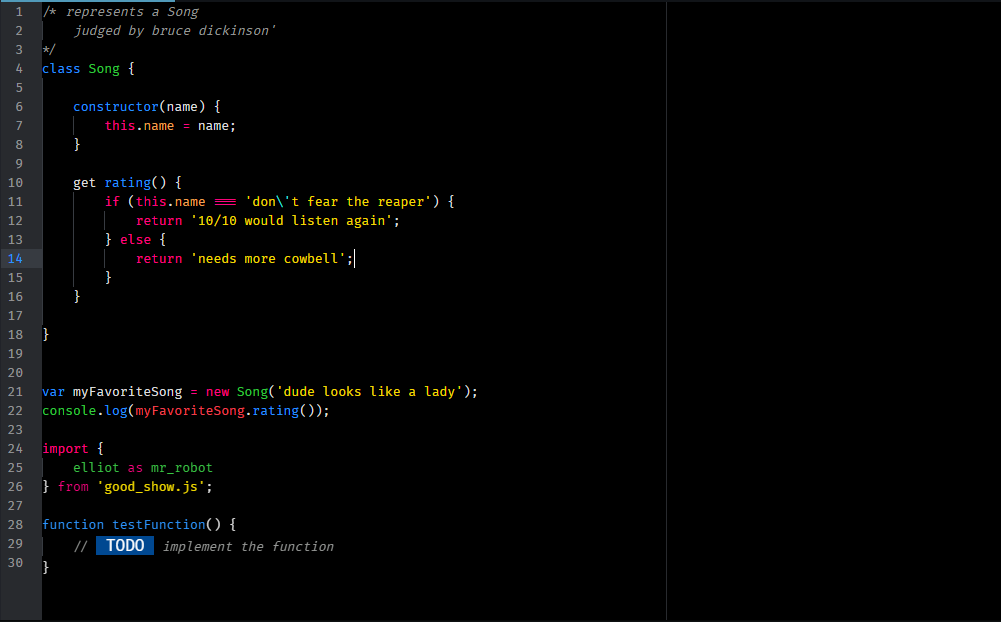 1 /* represents a Song
2     judged by bruce dickinson'
3 */
4 class Song {
5
6     constructor(name) {
7         this.name = name;
8     }
9
10     get rating() {
11         if (this.name === 'don\'t fear the reaper') {
12             return '10/10 would listen again';
13         } else {
14             return 'needs more cowbell';
15         }
16     }
17
18 }
19
20
21 var myFavoriteSong = new Song('dude looks like a lady');
22 console.log(myFavoriteSong.rating());
23
24 import {
25     elliot as mr_robot
26 } from 'good_show.js';
27
28 function testFunction() {
29     // TODO implement the function
30 }